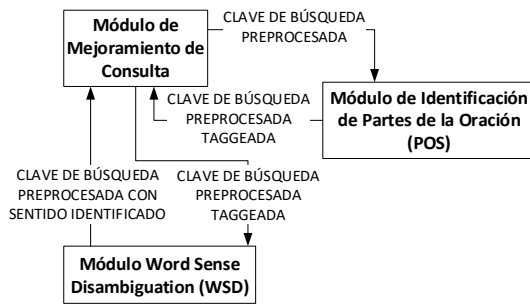 Módulo de
Mejoramiento de
Consulta
CLAVE DE BÚSQUEDA
PREPROCESADA
CLAVE DE BÚSQUEDA
PREPROCESADA
TAGGEADA
Módulo de Identificación
de Partes de la Oración
(POS)
CLAVE DE BÚSQUEDA
PREPROCESADA CON
SENTIDO IDENTIFICADO
CLAVE DE BÚSQUEDA
PREPROCESADA
TAGGEADA
Módulo Word Sense
Disambiguation (WSD)